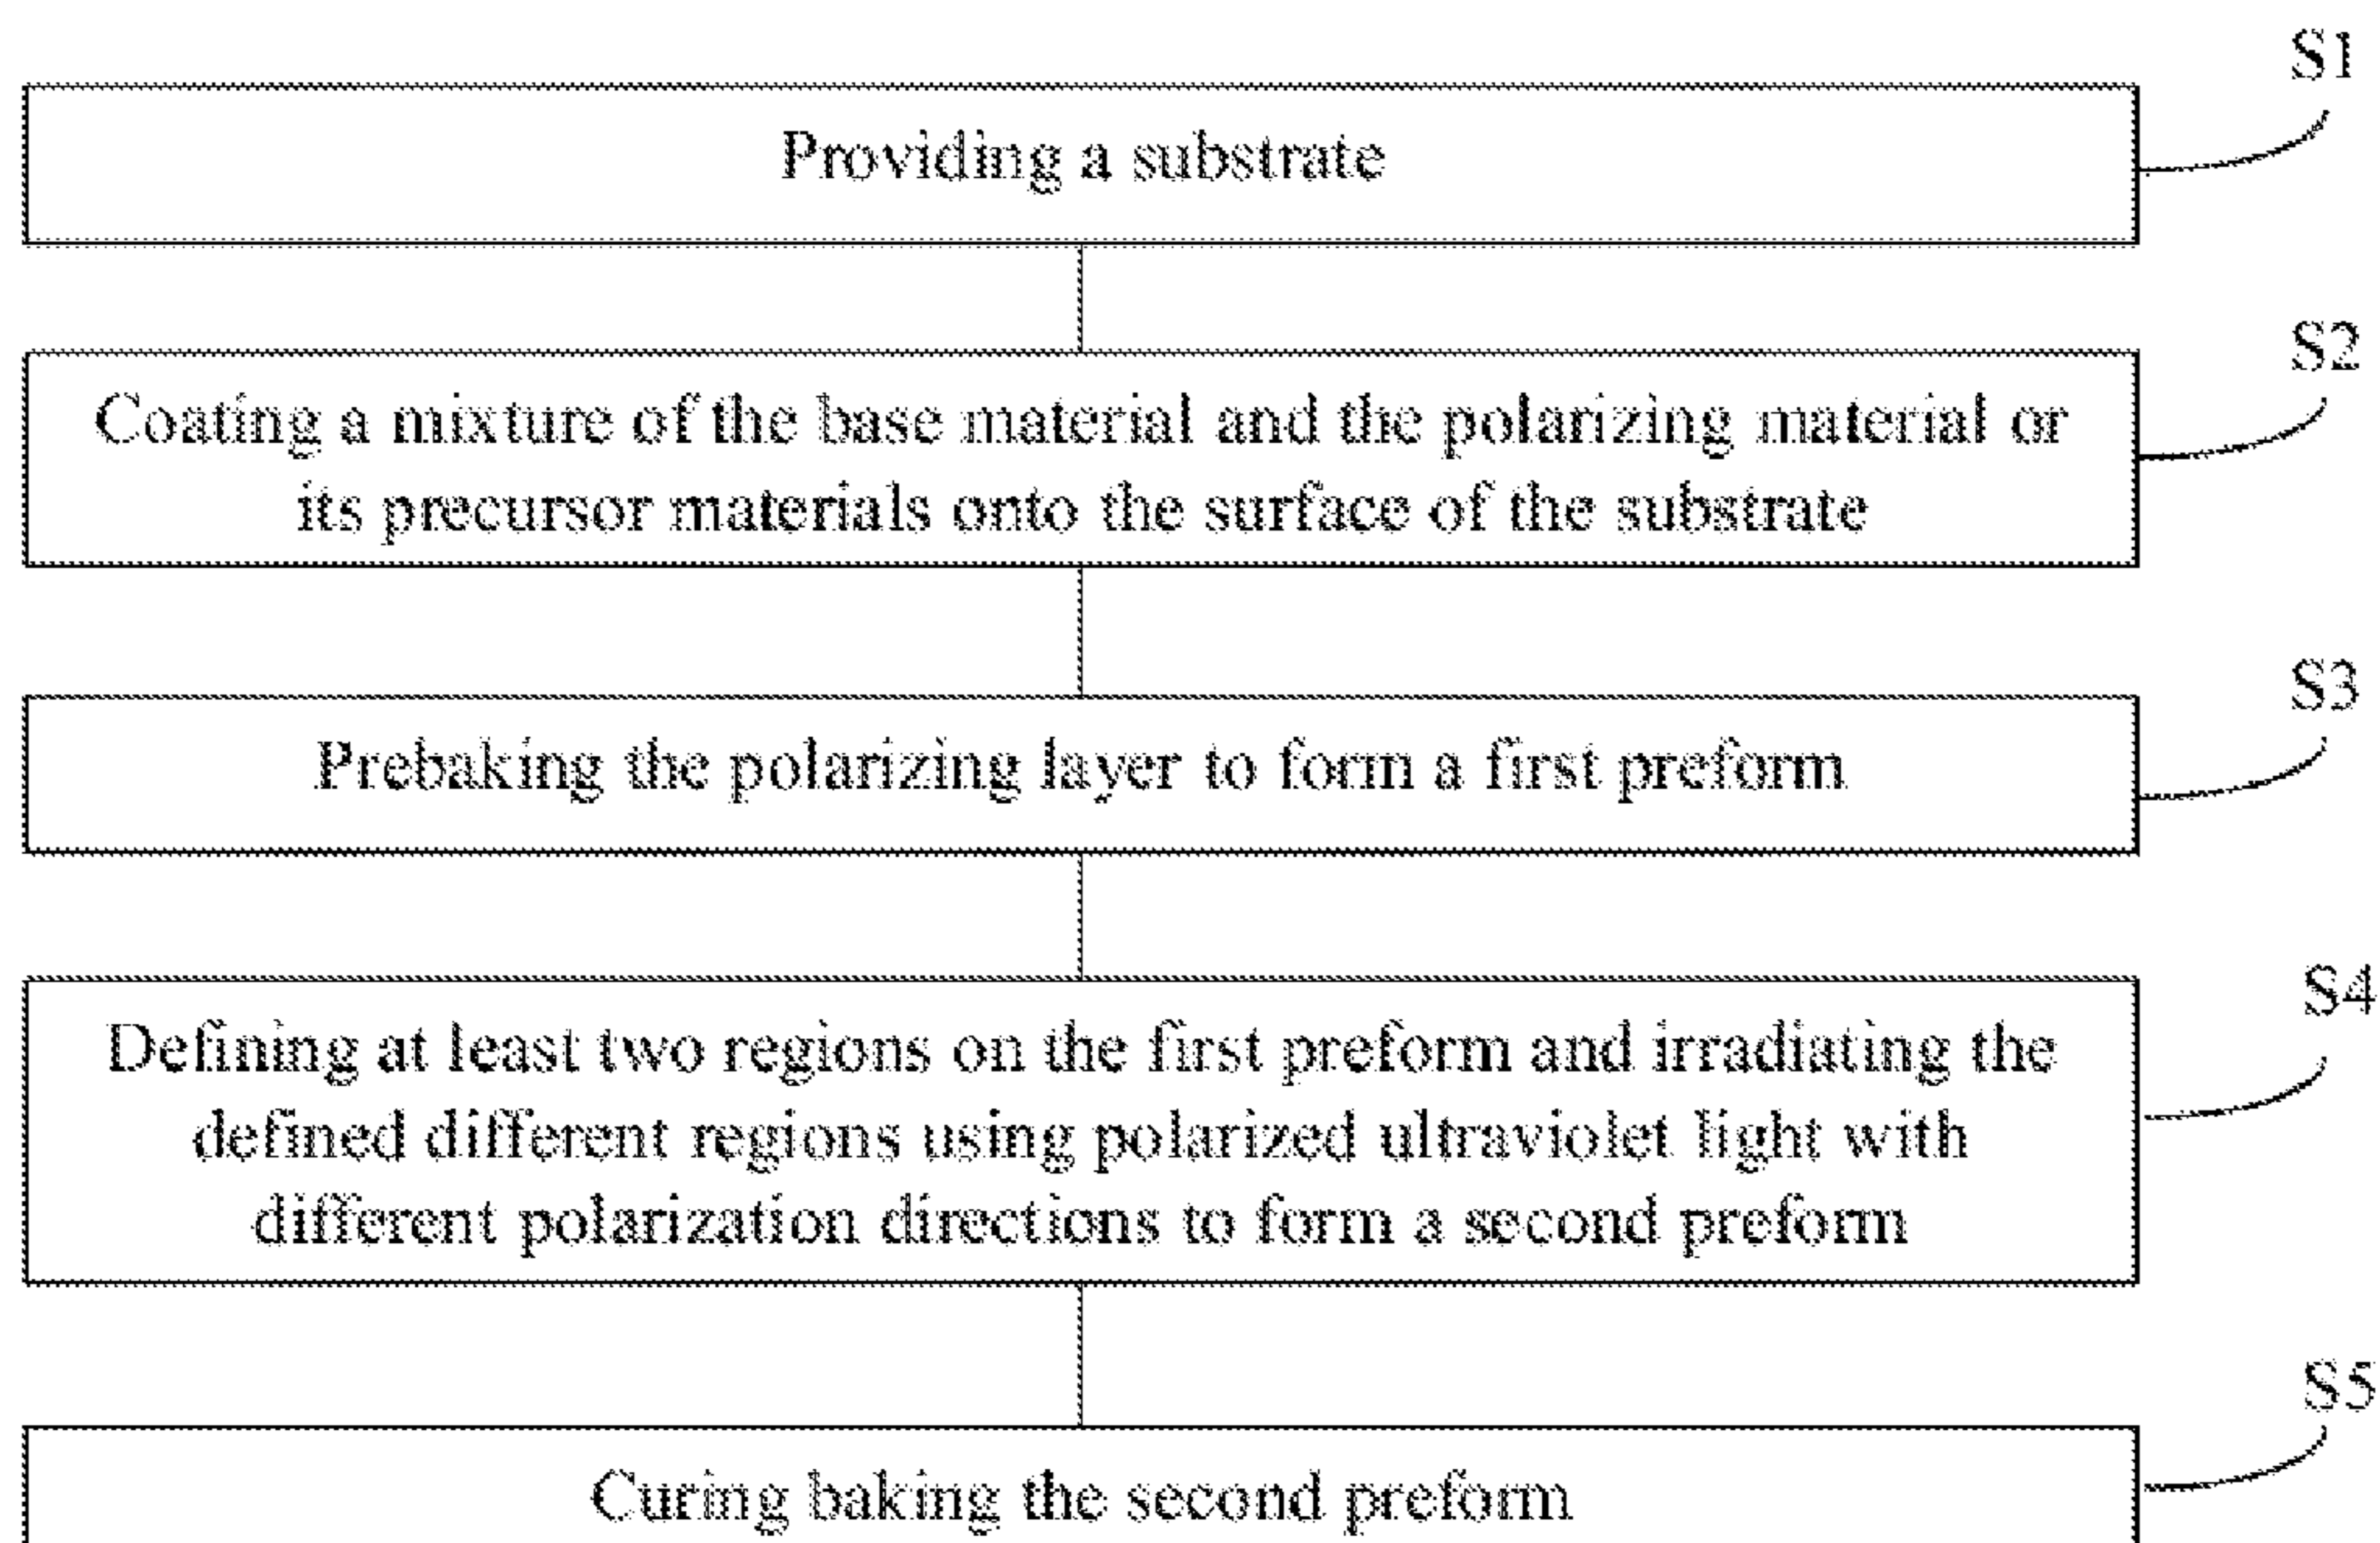 S1
Providing a substrate
S2
Coating a mixture of the base material and the polarizing material or
its precursor materials onto the surface of the substrate
S3
Prebaking the polarizing layer to form a first preform
S4
Defining at least two regions on the first preform and irradiating the
defined different regions using polarized ultraviolet light with
different polarization directions to form a second preform
S5
Curing baking the second preform